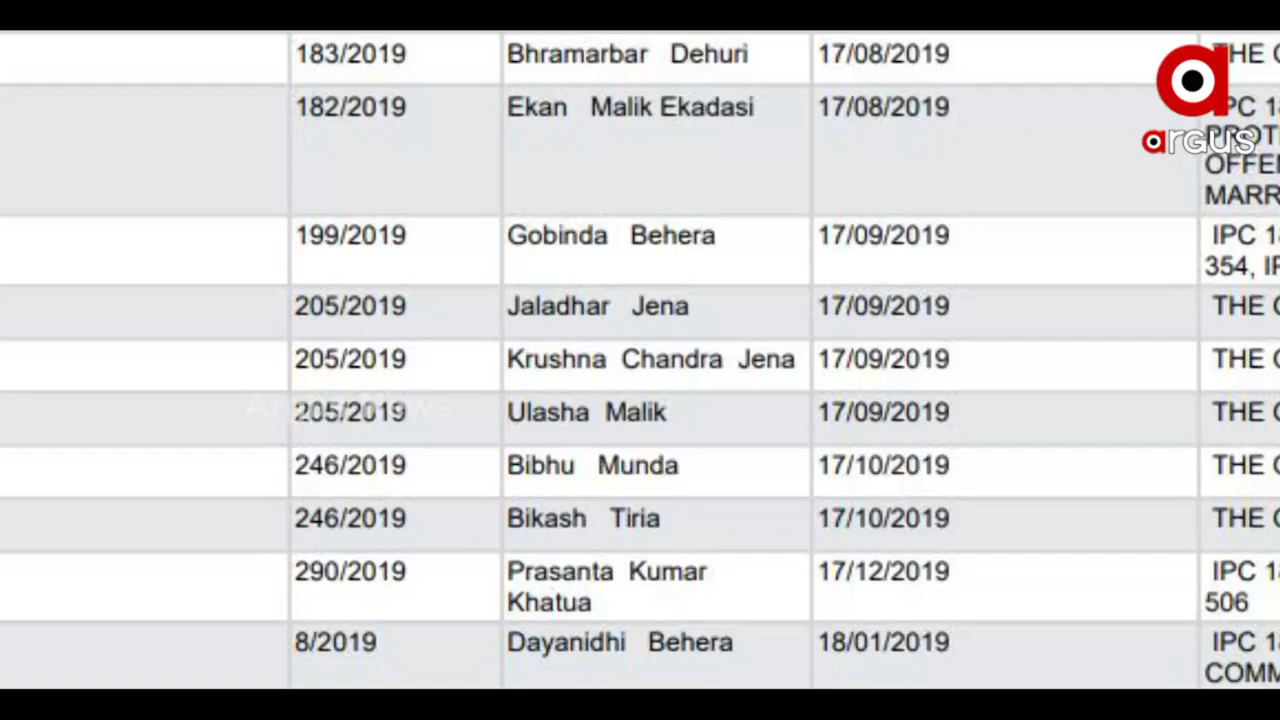 183/2019 Bhramarbar Dehuri 17/08/2019 THE
182/2019 Ekan Malik Ekadasi 17/08/2019
OFFE
MARR
199/2019 Gobinda Behera 17/09/2019 IPC
354,
205/2019 Jaladhar Jena 17/09/2019 THE
205/2019 Krushna Chandra Jena 17/09/2019 THE
205/2019 Ulasha Malik 17/09/2019 THE
246/2019 Bibhu Munda 17/10/2019 THE
246/2019 Bikash Tiria 17/10/2019 THE
290/2019 Prasanta Kumar 17/12/2019 IPC
Khatua 506
8/2019 Dayanidhi Behera 18/01/2019 IPC
COMM
argus